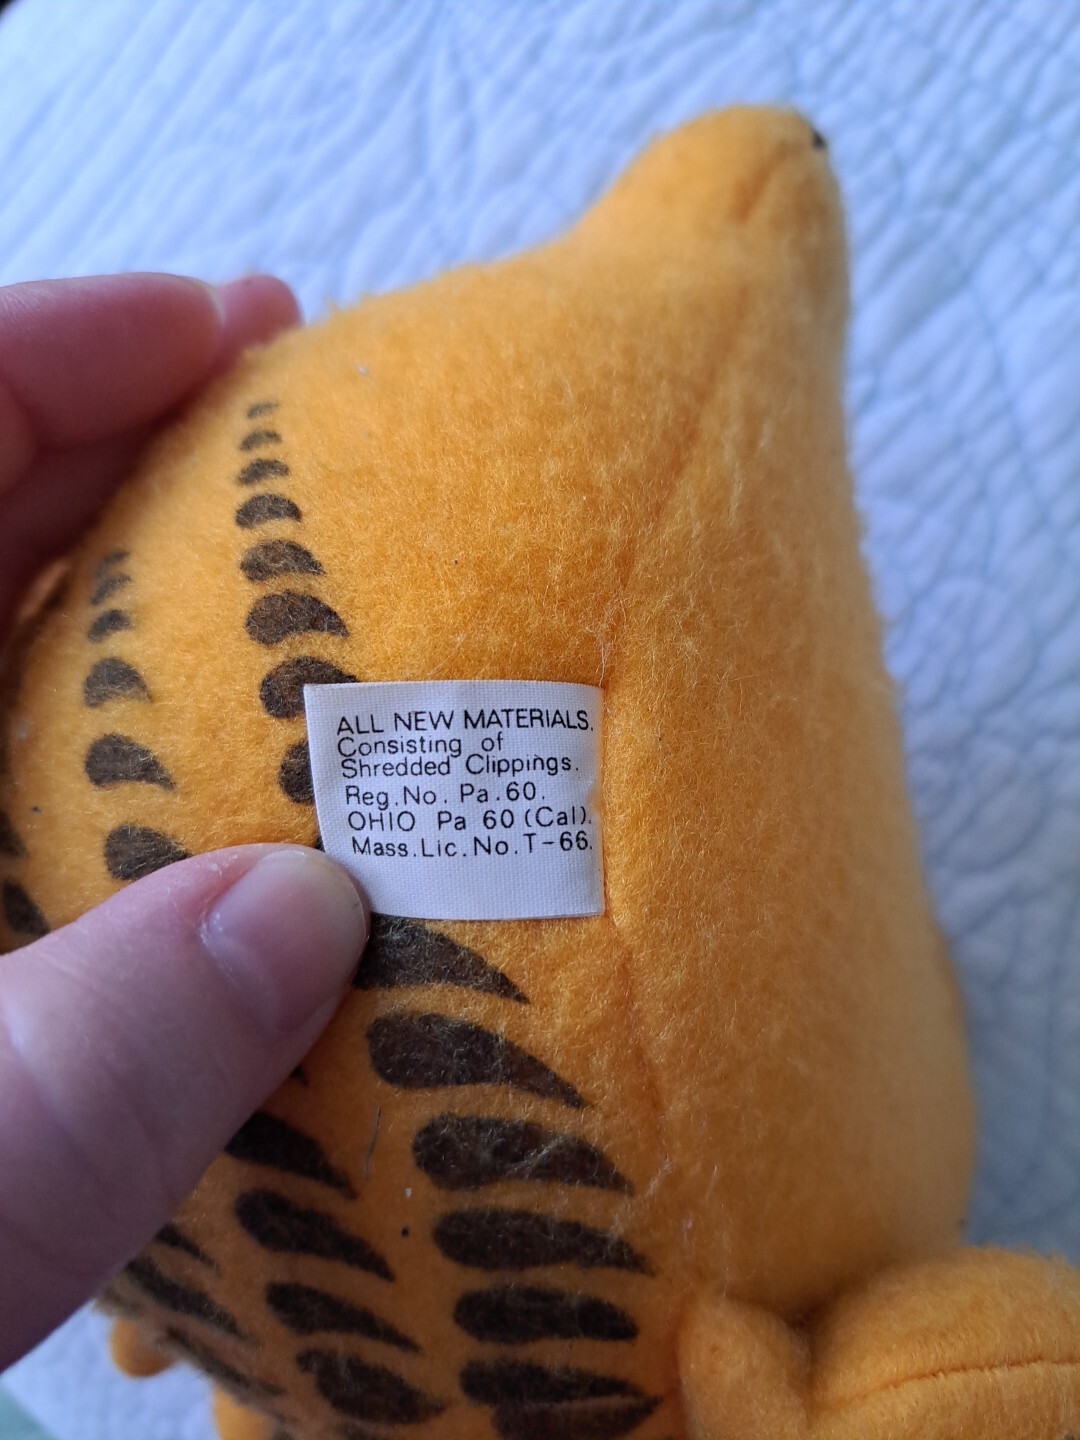 ALL NEW MATERIALS.
Consisting of
Shredded Clippings.
Reg.No. Pa.60.
OHIO Pa 60 (Cal).
Mass.Lic.No.T-66.